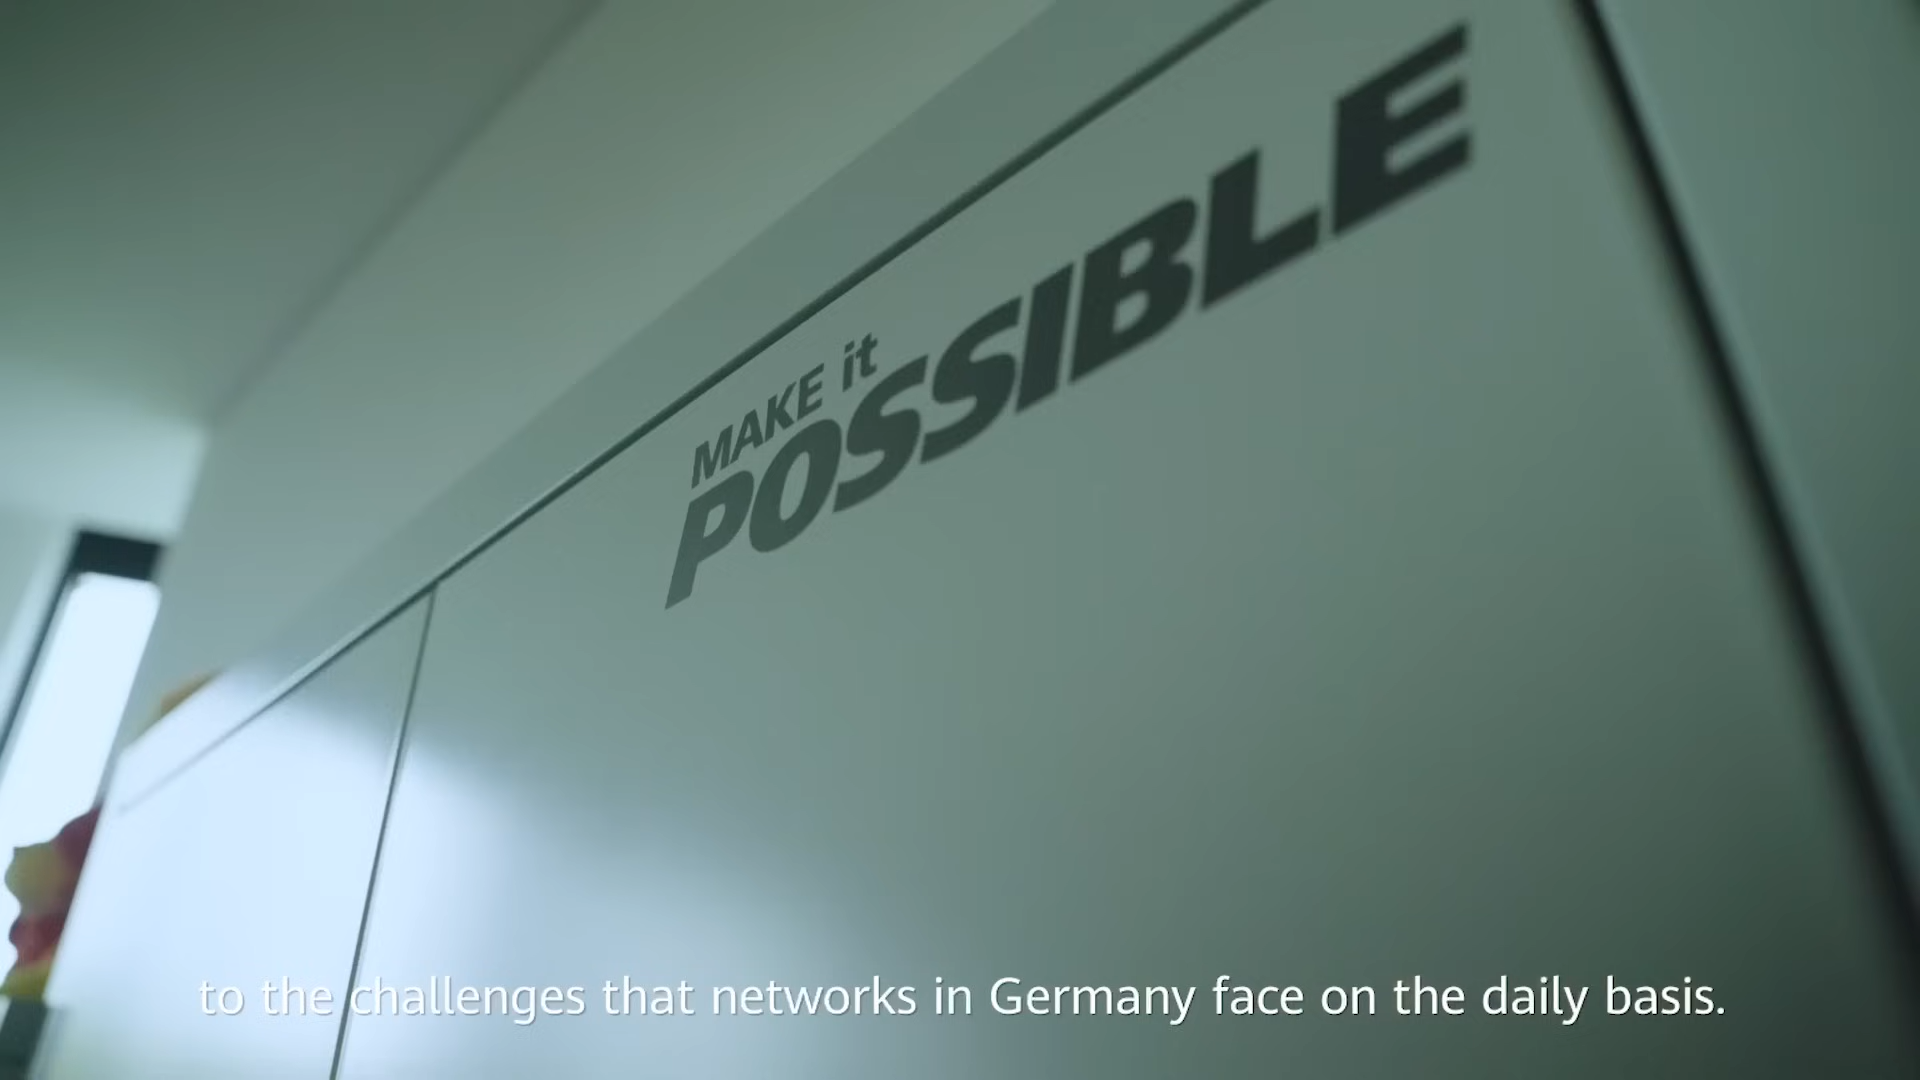 MAKE it
POSSIBLE
to the challenges that networks in Germany face on the daily basis.